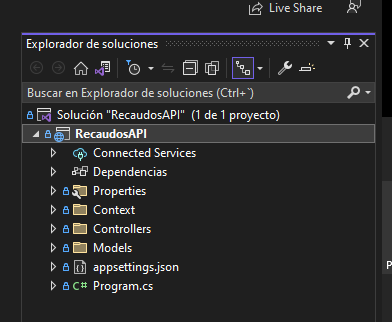 Live Share
Explorador de soluciones
Buscar en Explorador de soluciones (Ctrl+`)
Solución "RecaudosAPI" (1 de 1 proyecto)
RecaudosAPI
Connected Services
Dependencias
Properties
Context
Controllers
Models
appsettings.json
C# Program.cs
P